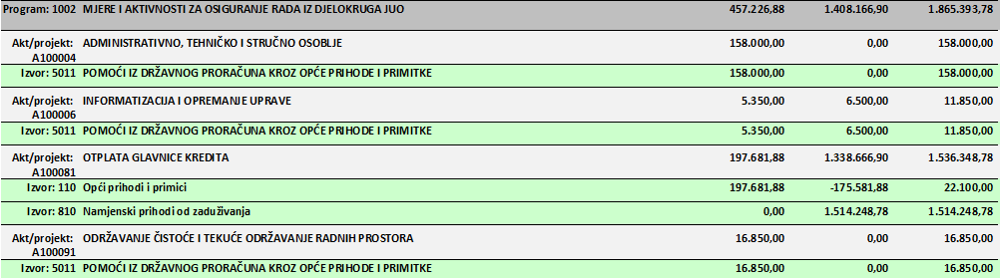 Program: 1002 MJERE I AKTIVNOSTI ZA OSIGURANJE RADA IZ DJELOKRUGA JUO 457.226,88 1.408.166,90 1.865.393,78
Akt/projekt: ADMINISTRATIVNO, TEHNIČKO I STRUČNO OSOBLJE 158.000,00 0,00 158.000,00
A100004
Izvor: 5011 POMOĆI IZ DRŽAVNOG PRORAČUNA KROZ OPĆE PRIHODE I PRIMITKE 158.000,00 0,00 158.000,00
Akt/projekt: INFORMATIZACIJA I OPREMANJE UPRAVE 5.350,00 6.500,00 11.850,00
A100006
Izvor: 5011 POMOĆI IZ DRŽAVNOG PRORAČUNA KROZ OPĆE PRIHODE I PRIMITKE 5.350,00 6.500,00 11.850,00
Akt/projekt: OTPLATA GLAVNICE KREDITA 197.681,88 1.338.666,90 1.536.348,78
A100081
Izvor: 110 Opći prihodi i primici 197.681,88 -175.581,88 22.100,00
Izvor: 810 Namjenski prihodi od zaduživanja 0,00 1.514.248,78 1.514.248,78
Akt/projekt: ODRŽAVANJE ČISTOĆE I TEKUĆE ODRŽAVANJE RADNIH PROSTORA 16.850,00 0,00 16.850,00
A100091
Izvor: 5011 POMOĆI IZ DRŽAVNOG PRORAČUNA KROZ OPĆE PRIHODE I PRIMITKE 16.850,00 0,00 16.850,00